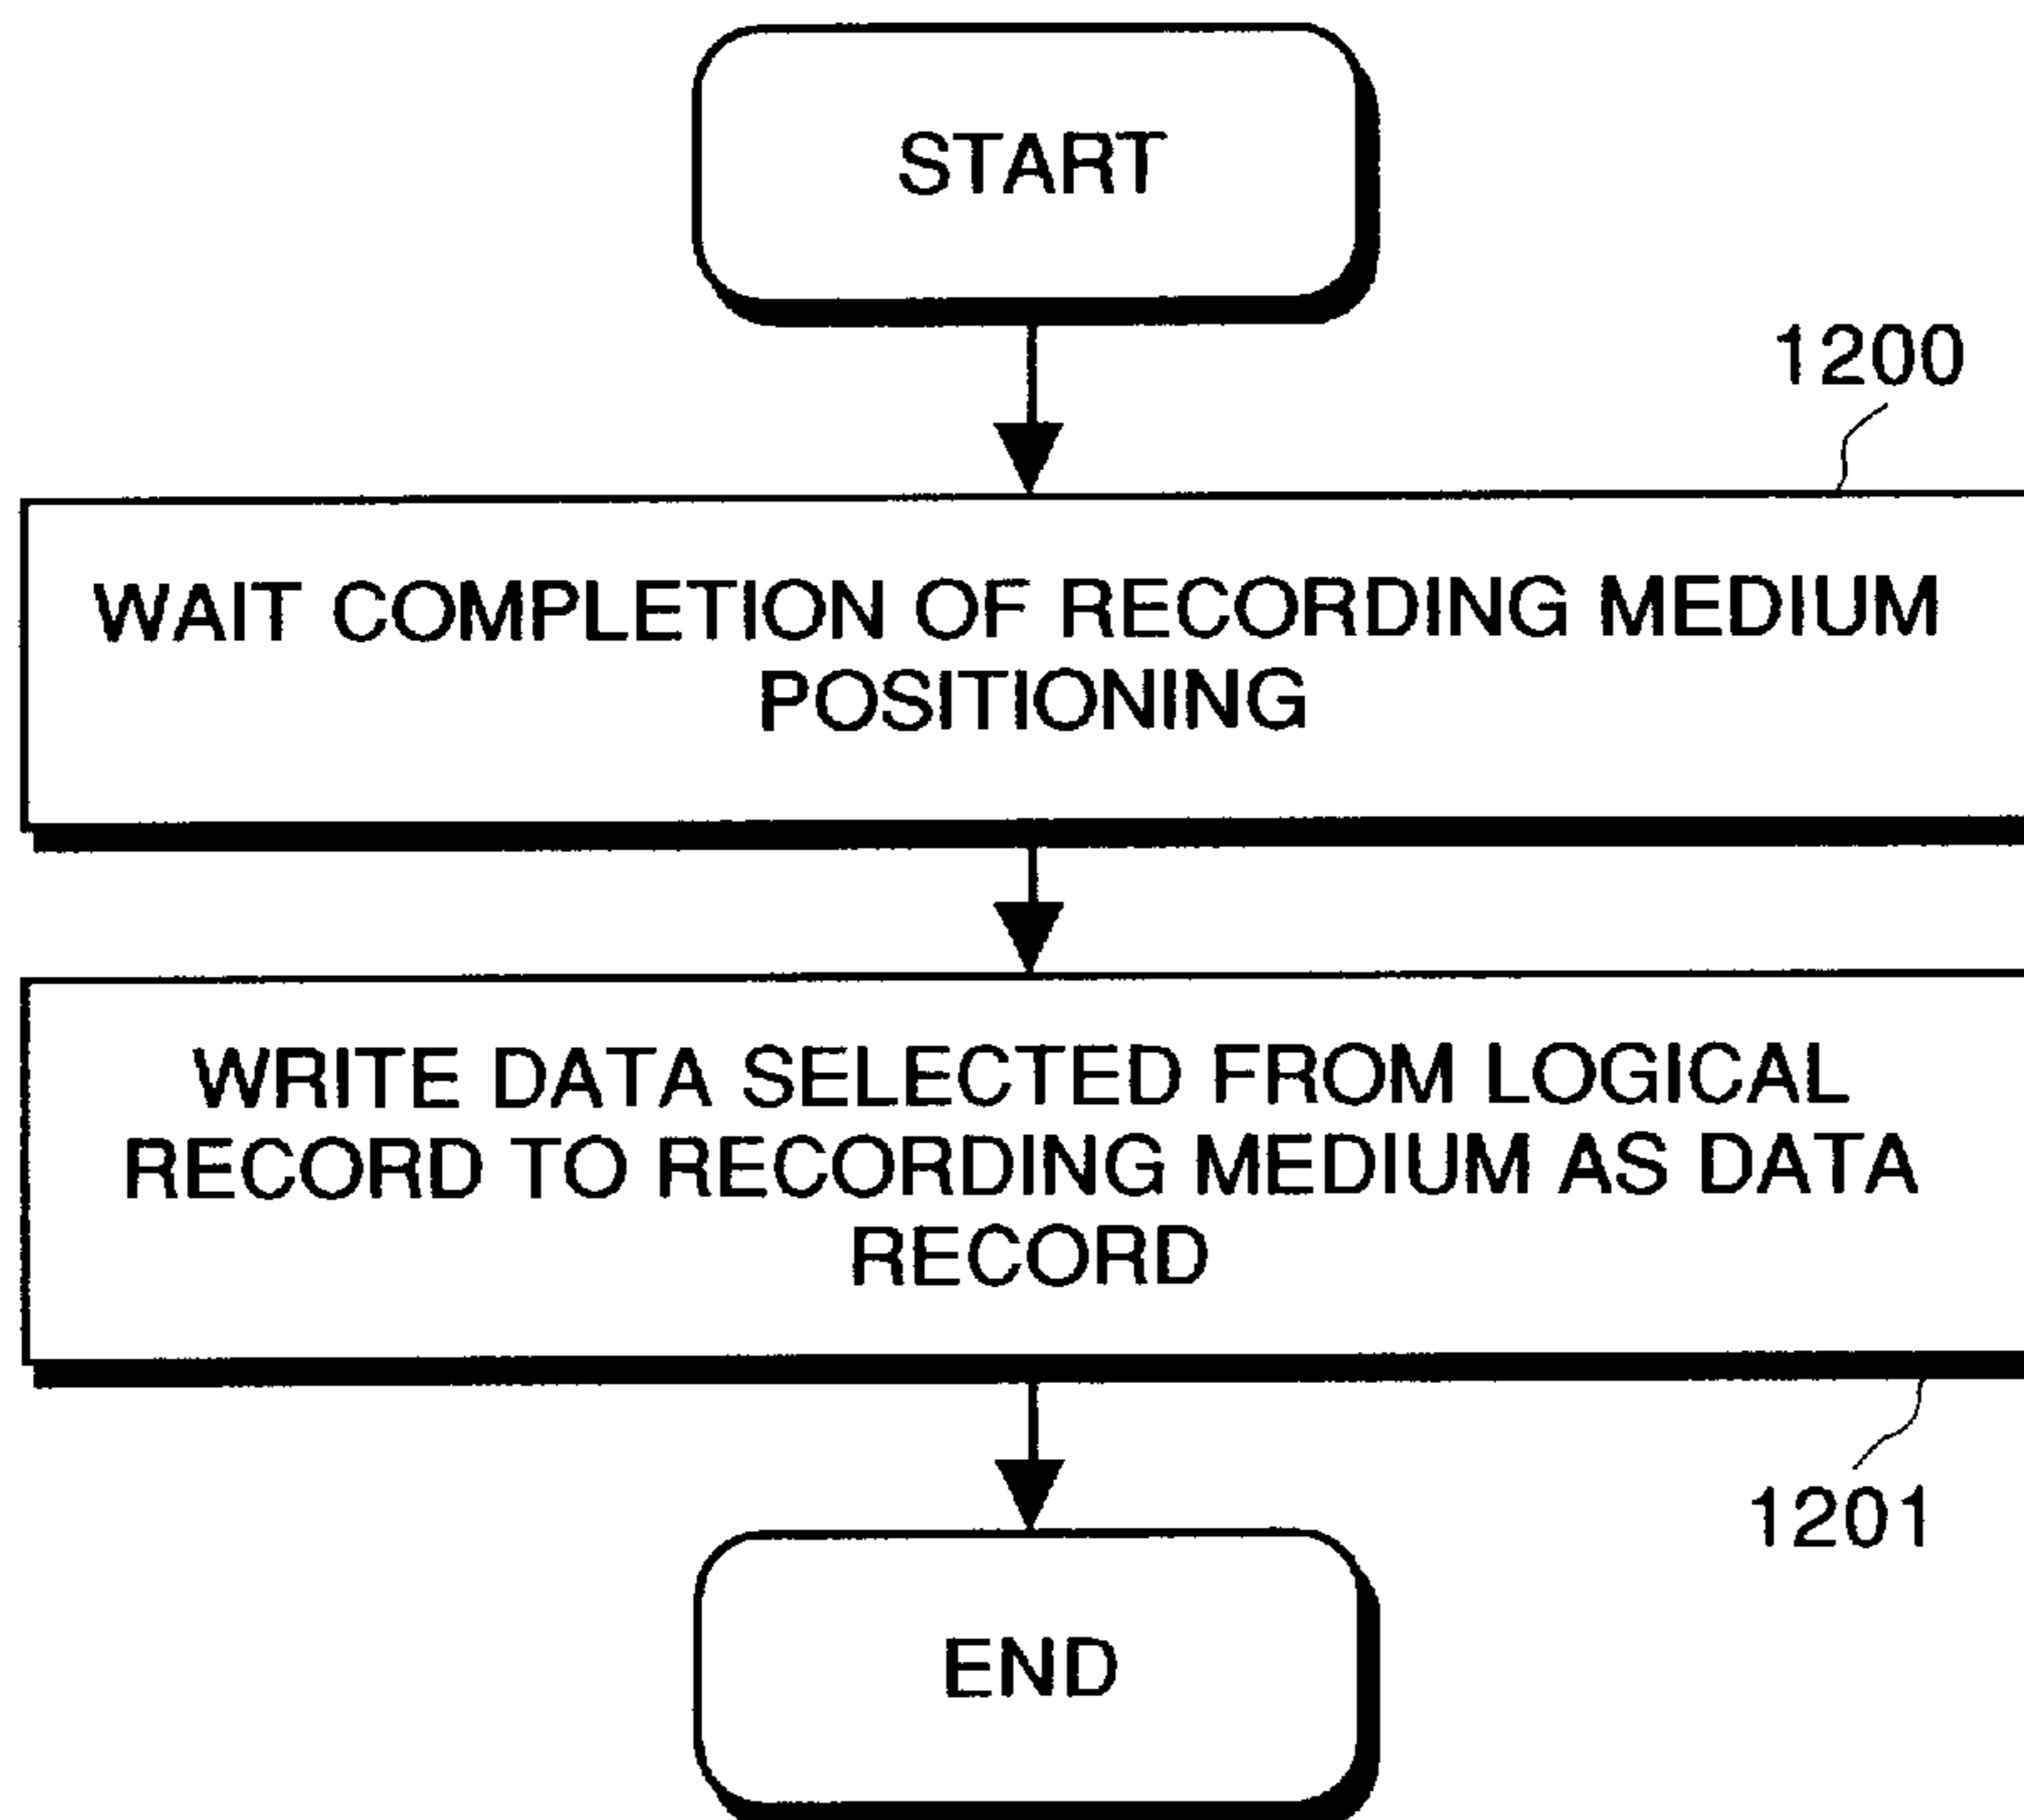 START
1200
WAIT COMPLETION OF RECORDING MEDIUM
POSITIONING
WRITE DATA SELECTED FROM LOGICAL
RECORD TO RECORDING MEDIUM AS DATA
RECORD
1201
END